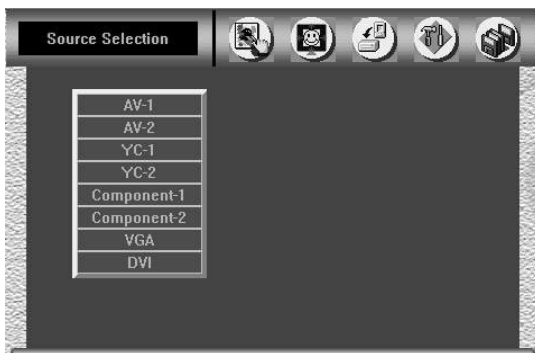 Source Selection
AV-1
AV-2
YC-1
YC-2
Component-1
Component-2
VGA
DVI